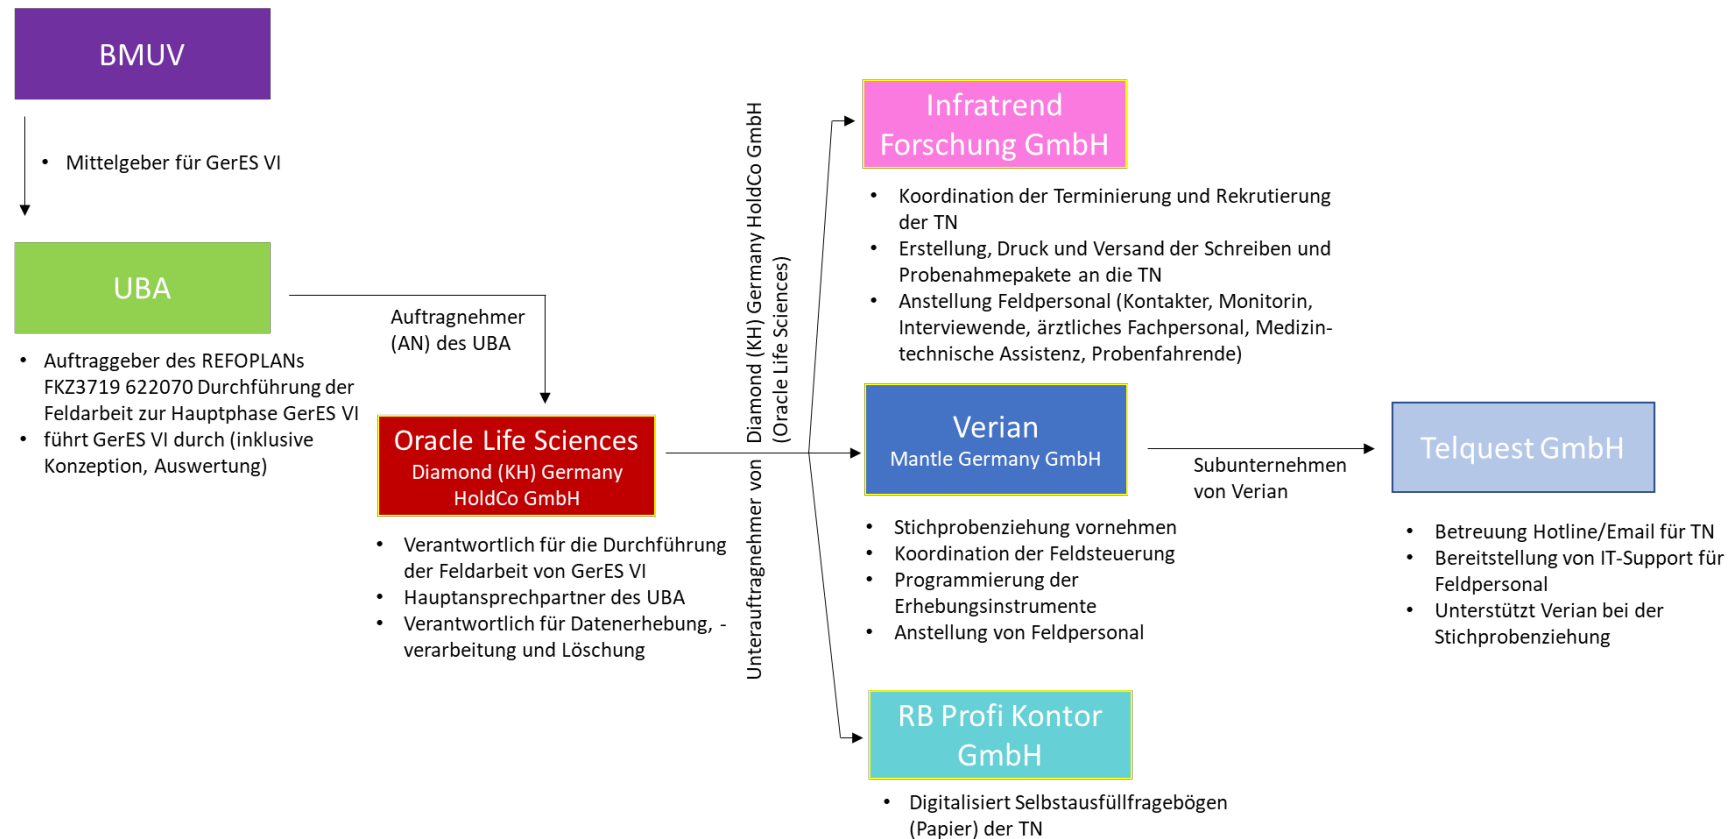 BMUV
• Mittelgeber für GerES VI
UBA
• Auftraggeber des REFOPLANs
FKZ3719 622070 Durchführung der
Feldarbeit zur Hauptphase GerES VI
• führt GerES VI durch (inklusive
Konzeption, Auswertung)
Auftragnehmer
(AN) des UBA
Oracle Life Sciences
Diamond (KH) Germany
HoldCo GmbH
• Verantwortlich für die Durchführung
der Feldarbeit von GerES VI
• Hauptansprechpartner des UBA
• Verantwortlich für Datenerhebung, -
verarbeitung und Löschung
Unterauftragnehmer von Diamond (KH) Germany HoldCo GmbH
(Oracle Life Sciences)
Infratrend
Forschung GmbH
• Koordination der Terminierung und Rekrutierung
der TN
• Erstellung, Druck und Versand der Schreiben und
Probenahmepakete an die TN
• Anstellung Feldpersonal (Kontakter, Monitorin,
Interviewende, ärztliches Fachpersonal, Medizin-
technische Assistenz, Probenfahrende)
Verian
Mantle Germany GmbH
• Stichprobenziehung vornehmen
• Koordination der Feldsteuerung
• Programmierung der
Erhebungsinstrumente
• Anstellung von Feldpersonal
Subunternehmen
von Verian
Telquest GmbH
• Betreuung Hotline/Email für TN
• Bereitstellung von IT-Support für
Feldpersonal
• Unterstützt Verian bei der
Stichprobenziehung
RB Profi Kontor
GmbH
• Digitalisiert Selbstausfüllfragebögen
(Papier) der TN